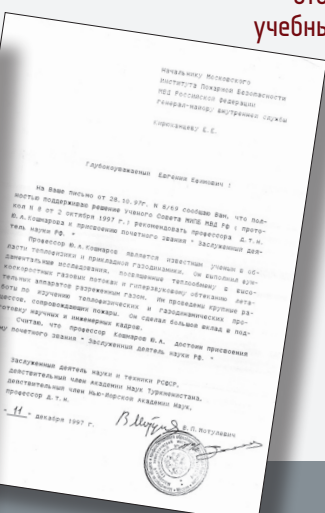 учебны
Начальнику Московского
Института Пожарной Безопасности
МВД Российской Федерации
Генерал-майору внутренней службы
Кирюханцеву Е.Е.
Глубокоуважаемый Евгений Ефимович !
На Ваше письмо от 28.10.97г. N 6/69 сообщаю Вам, что пол-
ностью поддерживаю решение ученого Совета МИПБ МВД РФ ( прото-
кол N 8 от 2 октября 1997 г.) рекомендовать профессора д.т.н.
Ю.А.Кошмарова к присвоению почетного звания " Заслуженный дея-
тель науки РФ. "
Профессор Ю.А.Кошмаров является известным ученым в об-
ласти теплофизики и прикладной газодинамики. Он выполнил фун-
даментальные исследования, посвященные теплообмену в высо-
коскоростных газовых потоках и гиперзвуковому обтеканию лета-
тельных аппаратов разреженным газом. Им проведены крупные ра-
боты по изучению теплофизических и газодинамических про-
цессов, сопровождающих пожары. Он сделал большой вклад в под-
готовку научных и инженерных кадров.
Считаю, что профессор Кошмаров Ю.А. достоин присвоения
му почетного звания " Заслуженный деятель науки РФ. "
Заслуженный деятель науки и техники РСФСР,
действительный член Академии Наук Туркменистана,
действительный член Нью-Йорской Академии Наук,
профессор д.т.н.
В.П.Мотулевич
" 11 " декабря 1997 г.